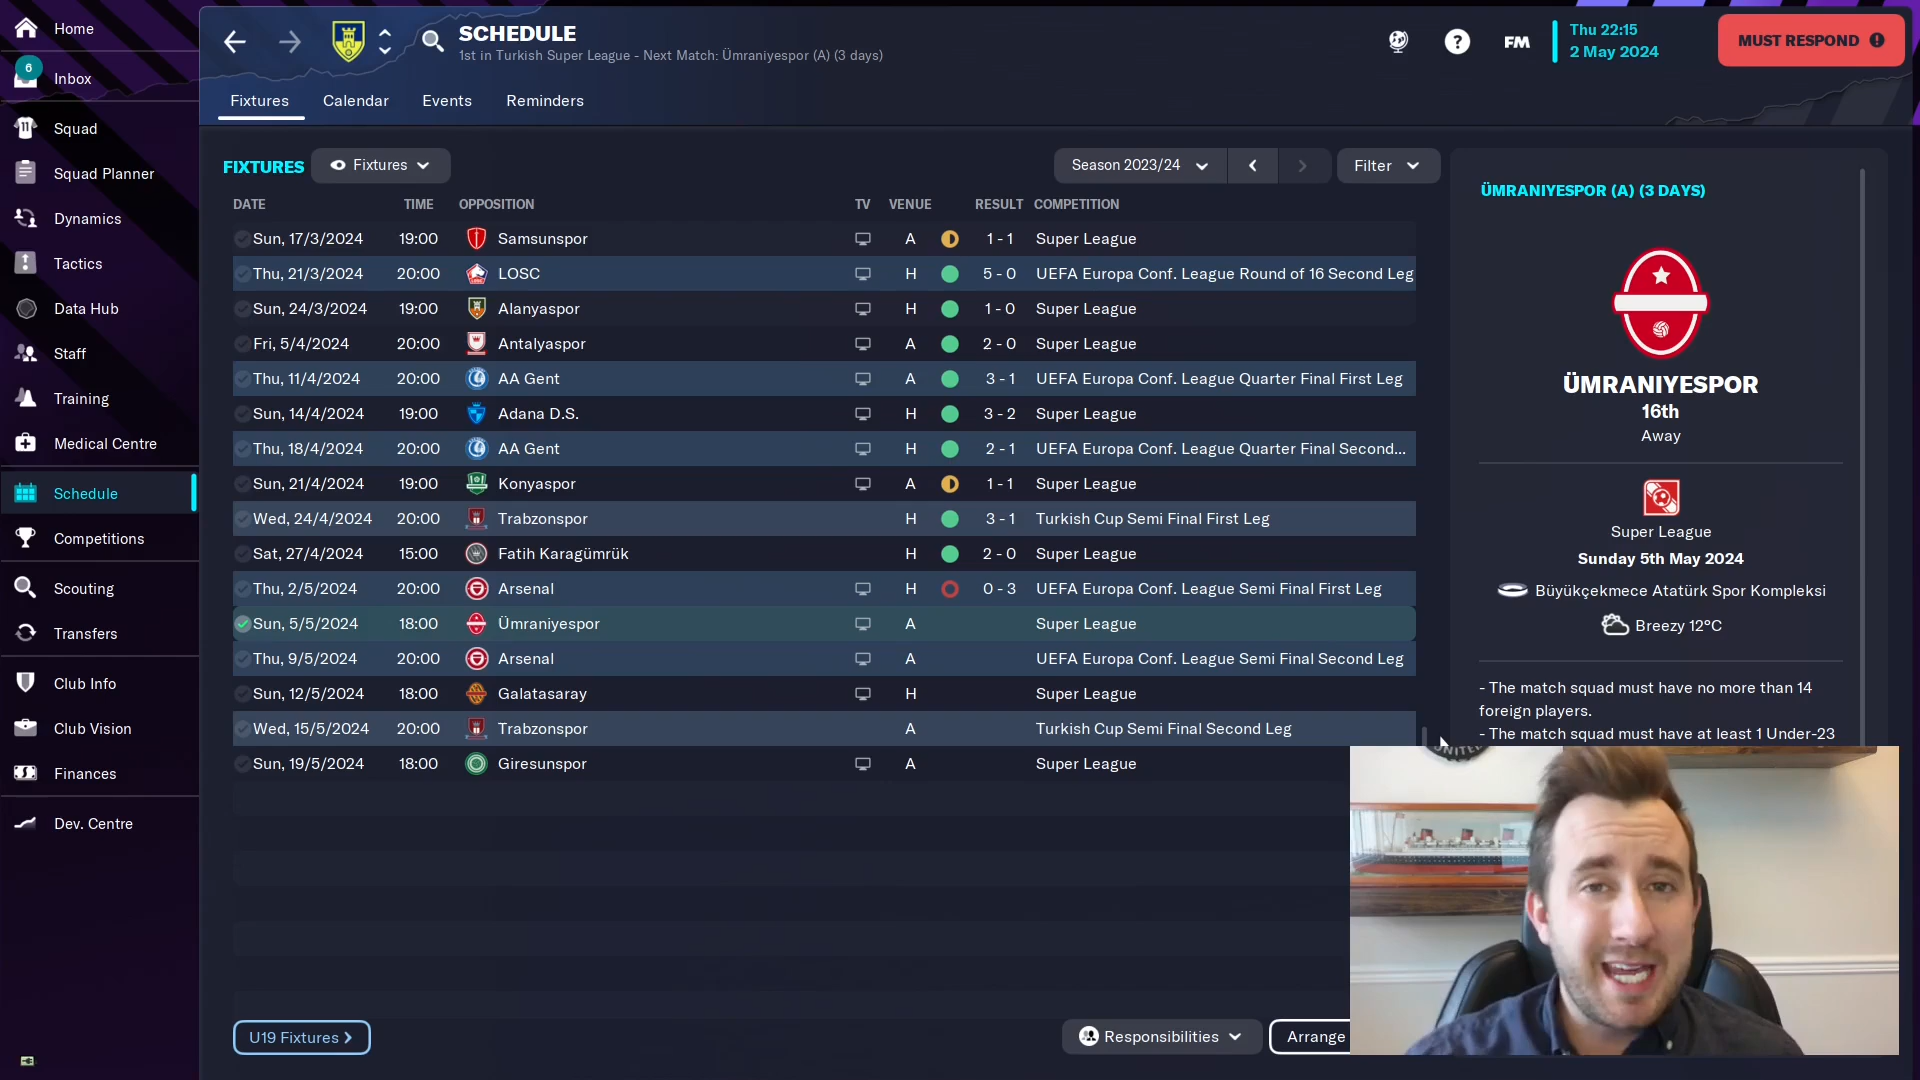 Home
6
Inbox
Squad
Squad Planner
Dynamics
Tactics
Data Hub
Staff
Training
Medical Centre
Schedule
Competitions
Scouting
Transfers
Club Info
Club Vision
Finances
Dev. Centre
SCHEDULE
1st in Turkish Super League - Next Match: Ümraniyespor (A) (3 days)
? FM
Thu 22:15
2 May 2024
MUST RESPOND
Fixtures Calendar Events Reminders
FIXTURES Fixtures Season 2023/24 Filter
DATE TIME OPPOSITION TV VENUE RESULT COMPETITION
Sun, 17/3/2024 19:00 Samsunspor A 1 - 1 Super League
Thu, 21/3/2024 20:00 LOSC H 5 - 0 UEFA Europa Conf. League Round of 16 Second Leg
Sun, 24/3/2024 19:00 Alanyaspor H 1 - 0 Super League
Fri, 5/4/2024 20:00 Antalyaspor A 2 - 0 Super League
Thu, 11/4/2024 20:00 AA Gent A 3 - 1 UEFA Europa Conf. League Quarter Final First Leg
Sun, 14/4/2024 19:00 Adana D.S. H 3 - 2 Super League
Thu, 18/4/2024 20:00 AA Gent H 2 - 1 UEFA Europa Conf. League Quarter Final Second...
Sun, 21/4/2024 19:00 Konyaspor A 1 - 1 Super League
Wed, 24/4/2024 20:00 Trabzonspor H 3 - 1 Turkish Cup Semi Final First Leg
Sat, 27/4/2024 15:00 Fatih Karagümrük H 2 - 0 Super League
Thu, 2/5/2024 20:00 Arsenal H 0 - 3 UEFA Europa Conf. League Semi Final First Leg
Sun, 5/5/2024 18:00 Ümraniyespor A Super League
Thu, 9/5/2024 20:00 Arsenal A UEFA Europa Conf. League Semi Final Second Leg
Sun, 12/5/2024 18:00 Galatasaray H Super League
Wed, 15/5/2024 20:00 Trabzonspor A Turkish Cup Semi Final Second Leg
Sun, 19/5/2024 18:00 Giresunspor A Super League
U19 Fixtures
Responsibilities
Arrange
ÜMRANIYESPOR (A) (3 DAYS)
ÜMRANIYESPOR
16th
Away
Super League
Sunday 5th May 2024
Büyükçekmece Atatürk Spor Kompleksi
Breezy 12°C
- The match squad must have no more than 14
foreign players.
- The match squad must have at least 1 Under-23
UNITED